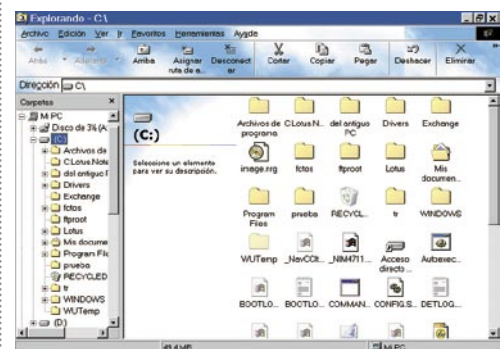 Explorando - C:\
Archivo Edición Ver Ir Favoritos Herramientas Ayuda
Atrás Adelante Arriba Asignar ruta de a... Desconectar Cortar Copiar Pegar Deshacer Eliminar
Dirección C:\
Carpetas
Mi PC
Disco de 3½ (A:
(C:)
Archivos de
C.Lotus.Note
del antiguo P
Drivers
Exchange
fotos
ftproot
Lotus
Mis docume
Program File
prueba
RECYCLED
tr
WINDOWS
WUTemp
(D:)
(C:)
Seleccione un elemento
para ver su descripción.
Archivos de programa C.Lotus.N... del antiguo PC Drivers Exchange
image.rrg fotos ftproot Lotus Mis documen...
Program Files prueba RECYCL... tr WINDOWS
WUTemp _NavCClt... _NIM4711... Acceso directo ... Autoexec...
BOOTLO... BOOTLO... COMMAN... CONFIG.S... DETLOG...
Mi PC